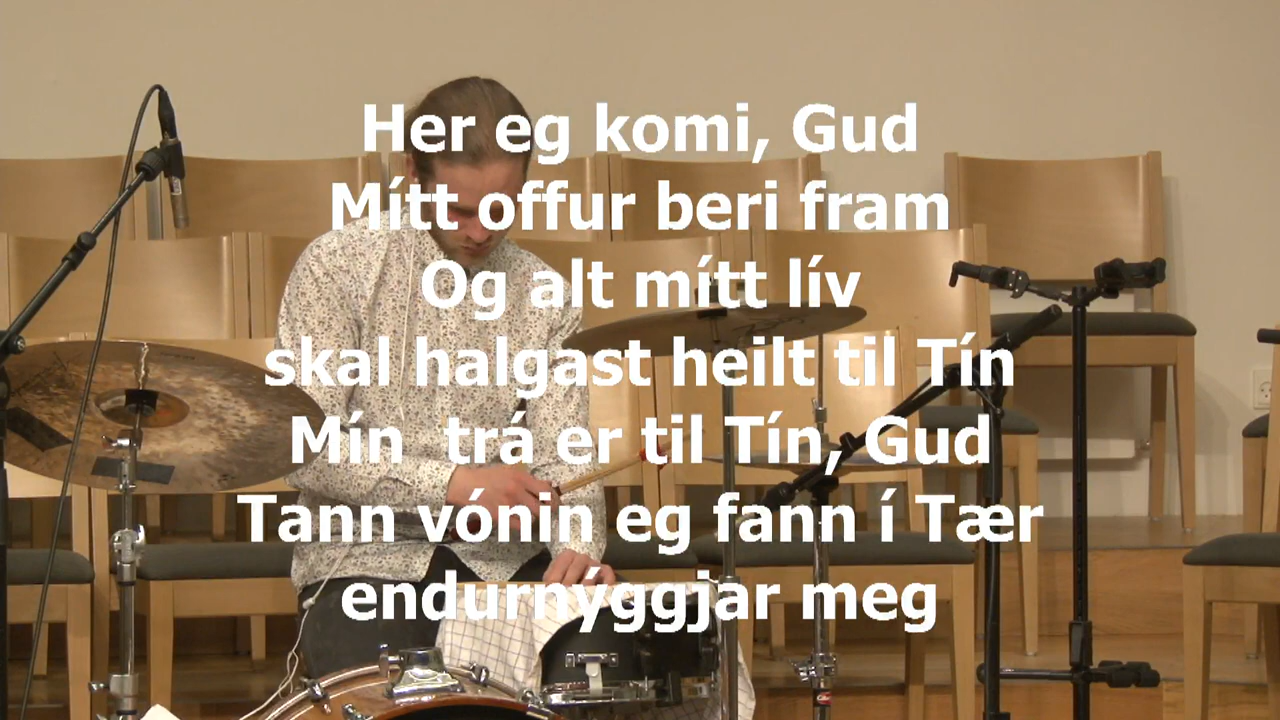 Her eg komi, Gud
Mítt offur beri fram
Og alt mítt lív
skal halgast heilt til Tín
Mín  trá er til Tín, Gud
Tann vónin eg fann í Tær
endurnýggjar meg